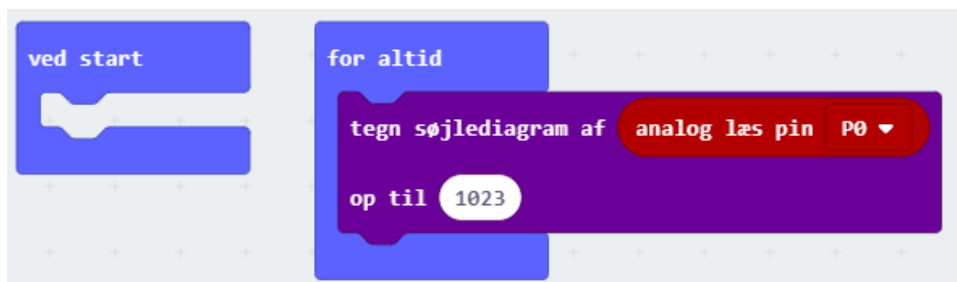 ved start
for altid
tegn søjlediagram af analog læs pin P0
op til 1023